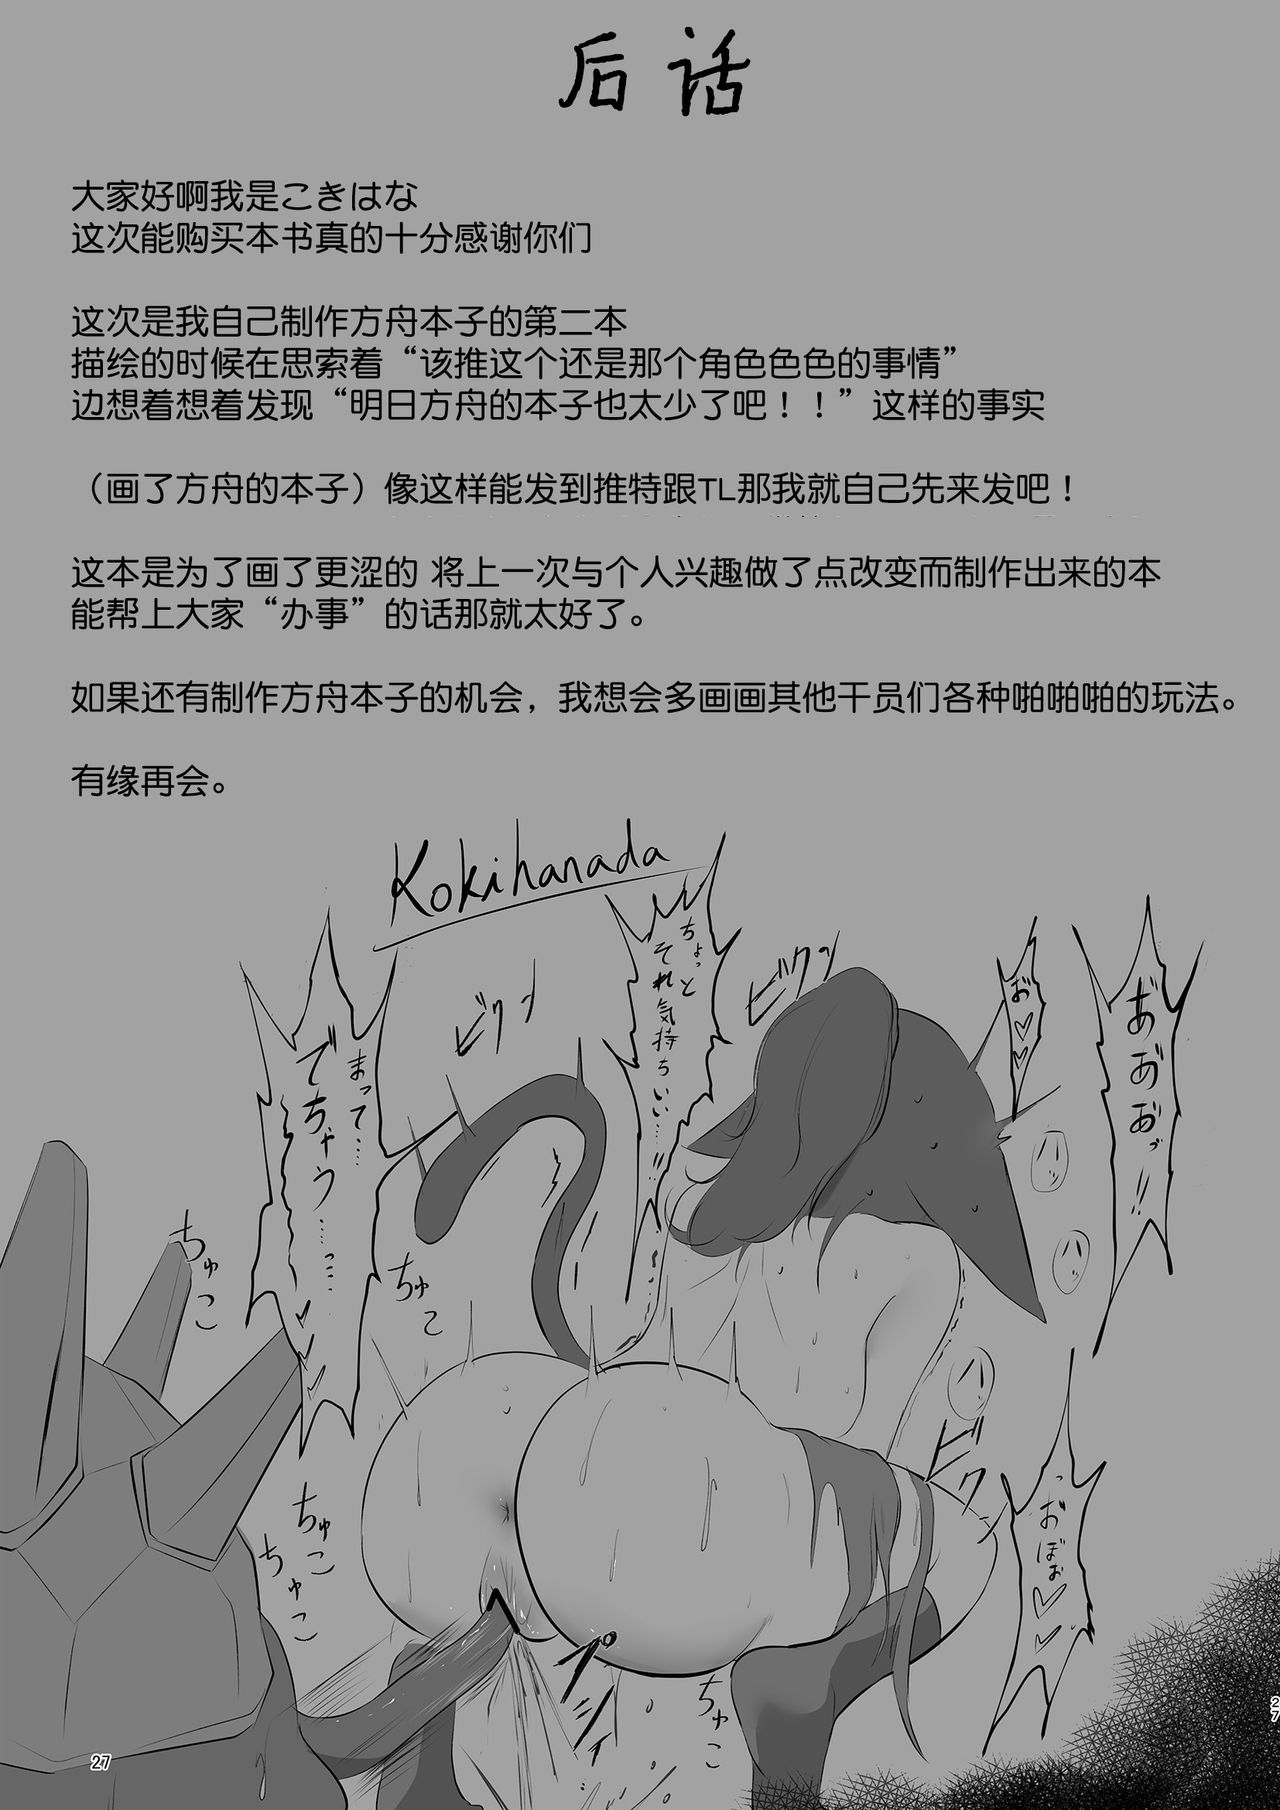 后话
大家好啊我是こきはな
这次能购买本书真的十分感谢你们
这次是我自己制作方舟本子的第二本
描绘的时候在思索着“该推这个还是那个角色色色的事情”
边想着想着发现“明日方舟的本子也太少了吧！！”这样的事实
（画了方舟的本子）像这样能发到推特跟TL那我就自己先来发吧！
这本是为了画了更涩的 将上一次与个人兴趣做了点改变而制作出来的本
能帮上大家“办事”的话那就太好了。
如果还有制作方舟本子的机会，我想会多画画其他干员们各种啪啪啪的玩法。
有缘再会。
Kokihanada
お゛お゛お゛ッ!!
お♡♡
ビクッ
ちょっと
それ気持ちい…!!
ビクン
まって…
でちゃう……♡♡♡
ハ
ハ
ハ
ちゅこ
ちゅこ
ビクン
っお゛ぼぉ♡♡
ちゅこ
ちゅこ
ちゅこ
27
27